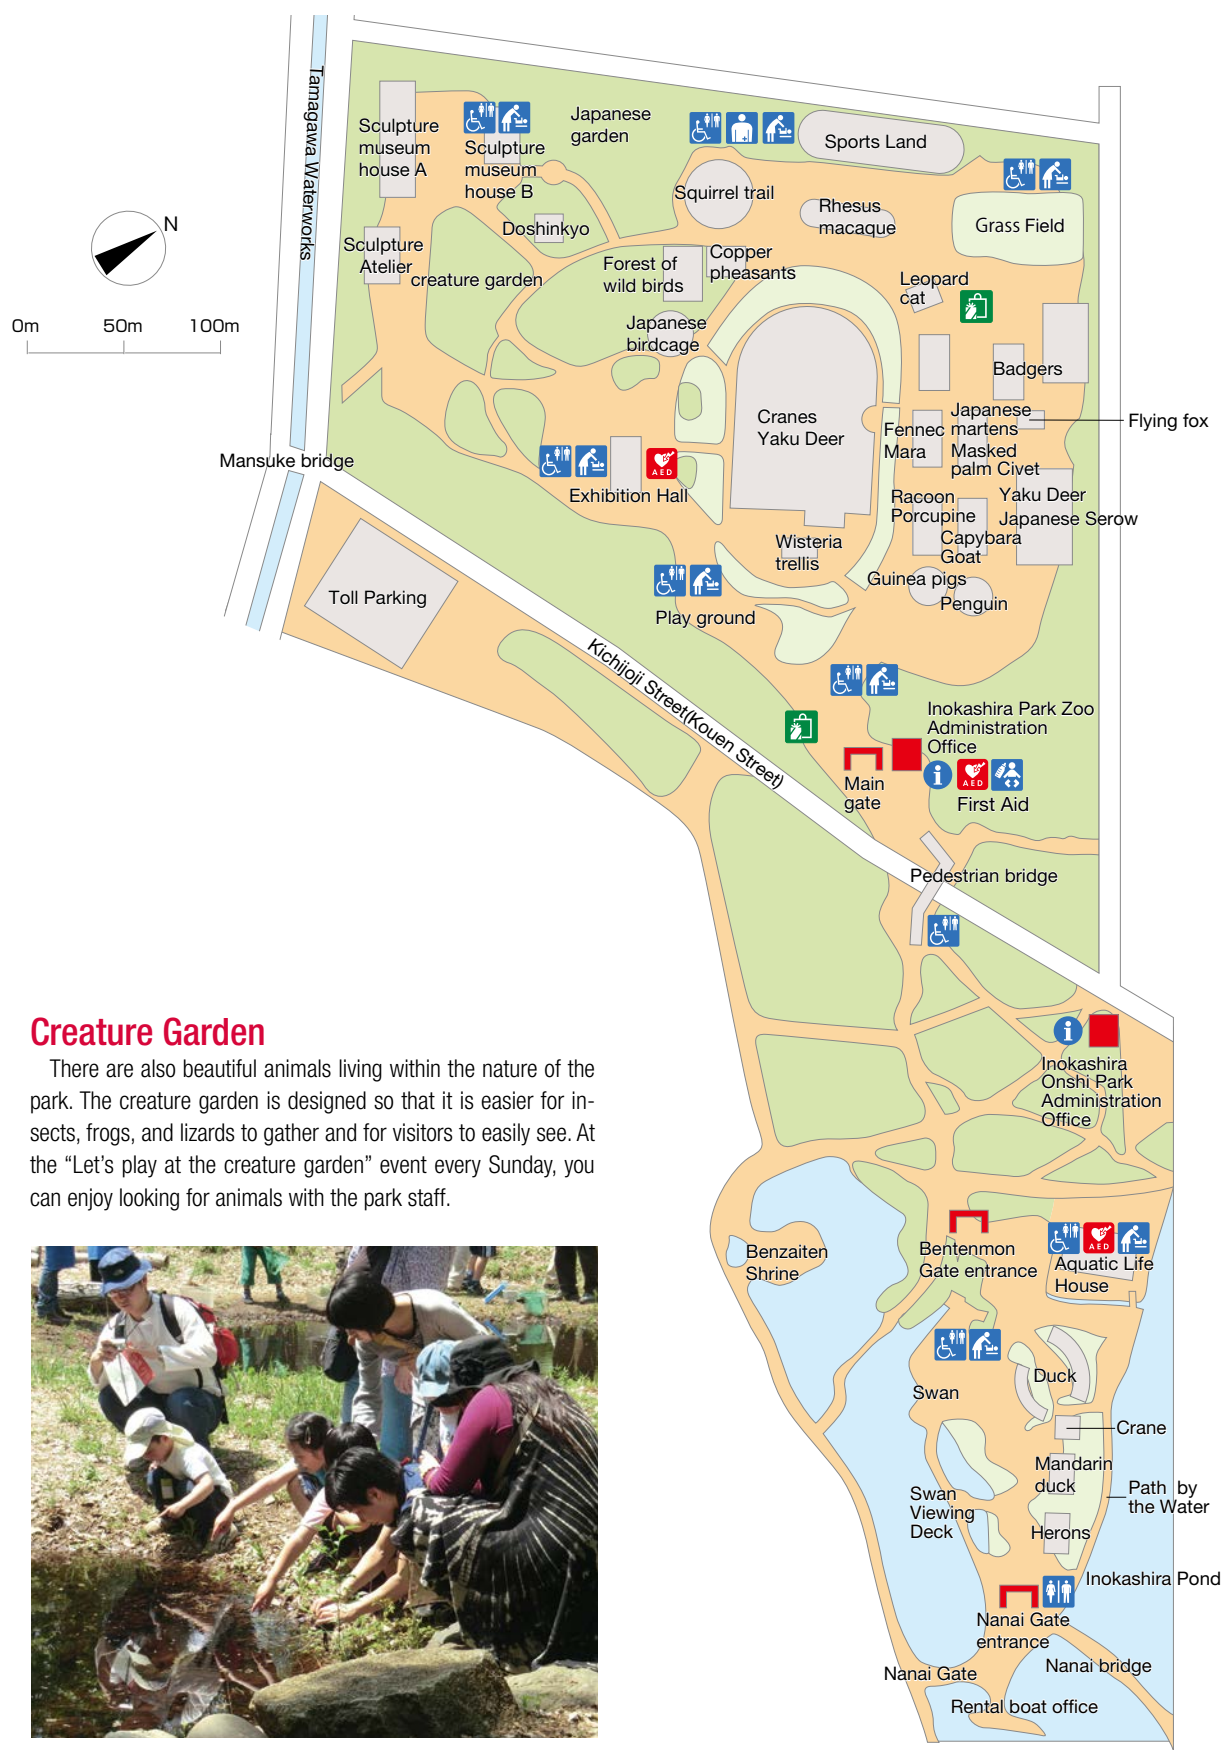 Tamagawa Waterworks
Sculpture
museum
house A
Sculpture
museum
house B
Japanese
garden
Sports Land
Squirrel trail
Rhesus
macaque
Grass Field
N
Doshinkyo
Sculpture
Atelier
creature garden
Forest of
wild birds
Copper
pheasants
Leopard
cat
0m 50m 100m
Japanese
birdcage
Badgers
Cranes
Yaku Deer
Fennec
Mara
Japanese
martens
Masked
palm Civet
Flying fox
Mansuke bridge
AED
Exhibition Hall
Racoon
Porcupine
Yaku Deer
Japanese Serow
Capybara
Goat
Wisteria
trellis
Guinea pigs
Penguin
Toll Parking
Play ground
Kichijoji Street(Kouen Street)
Inokashira Park Zoo
Administration
Office
Main
gate
i
AED
First Aid
Pedestrian bridge
i
Inokashira
Onshi Park
Administration
Office
Creature Garden
There are also beautiful animals living within the nature of the
park. The creature garden is designed so that it is easier for in-
sects, frogs, and lizards to gather and for visitors to easily see. At
the “Let’s play at the creature garden” event every Sunday, you
can enjoy looking for animals with the park staff.
Benzaiten
Shrine
Bentenmon
Gate entrance
AED
Aquatic Life
House
Duck
Swan
Crane
Mandarin
duck
Path by
the Water
Swan
Viewing
Deck
Herons
Inokashira Pond
Nanai Gate
entrance
Nanai Gate
Nanai bridge
Rental boat office